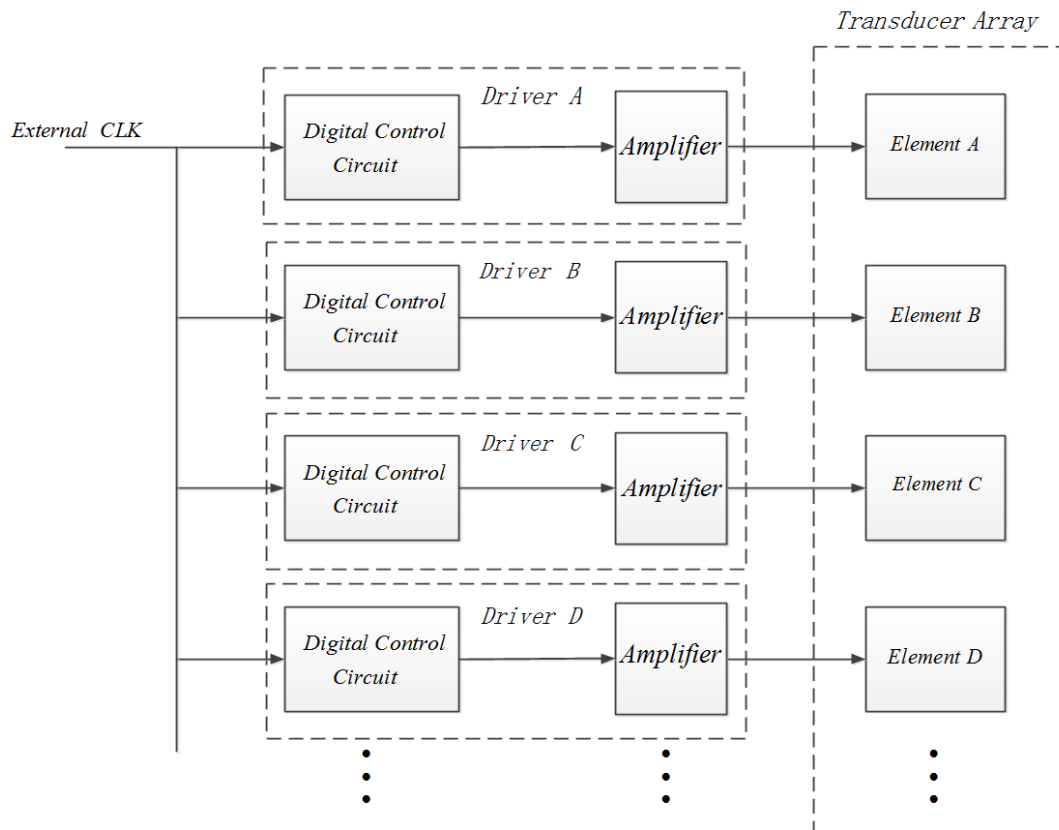 Transducer Array
Driver A
External CLK
Digital Control
Circuit
Amplifier
Element A
Driver B
Digital Control
Circuit
Amplifier
Element B
Driver C
Digital Control
Circuit
Amplifier
Element C
Driver D
Digital Control
Circuit
Amplifier
Element D